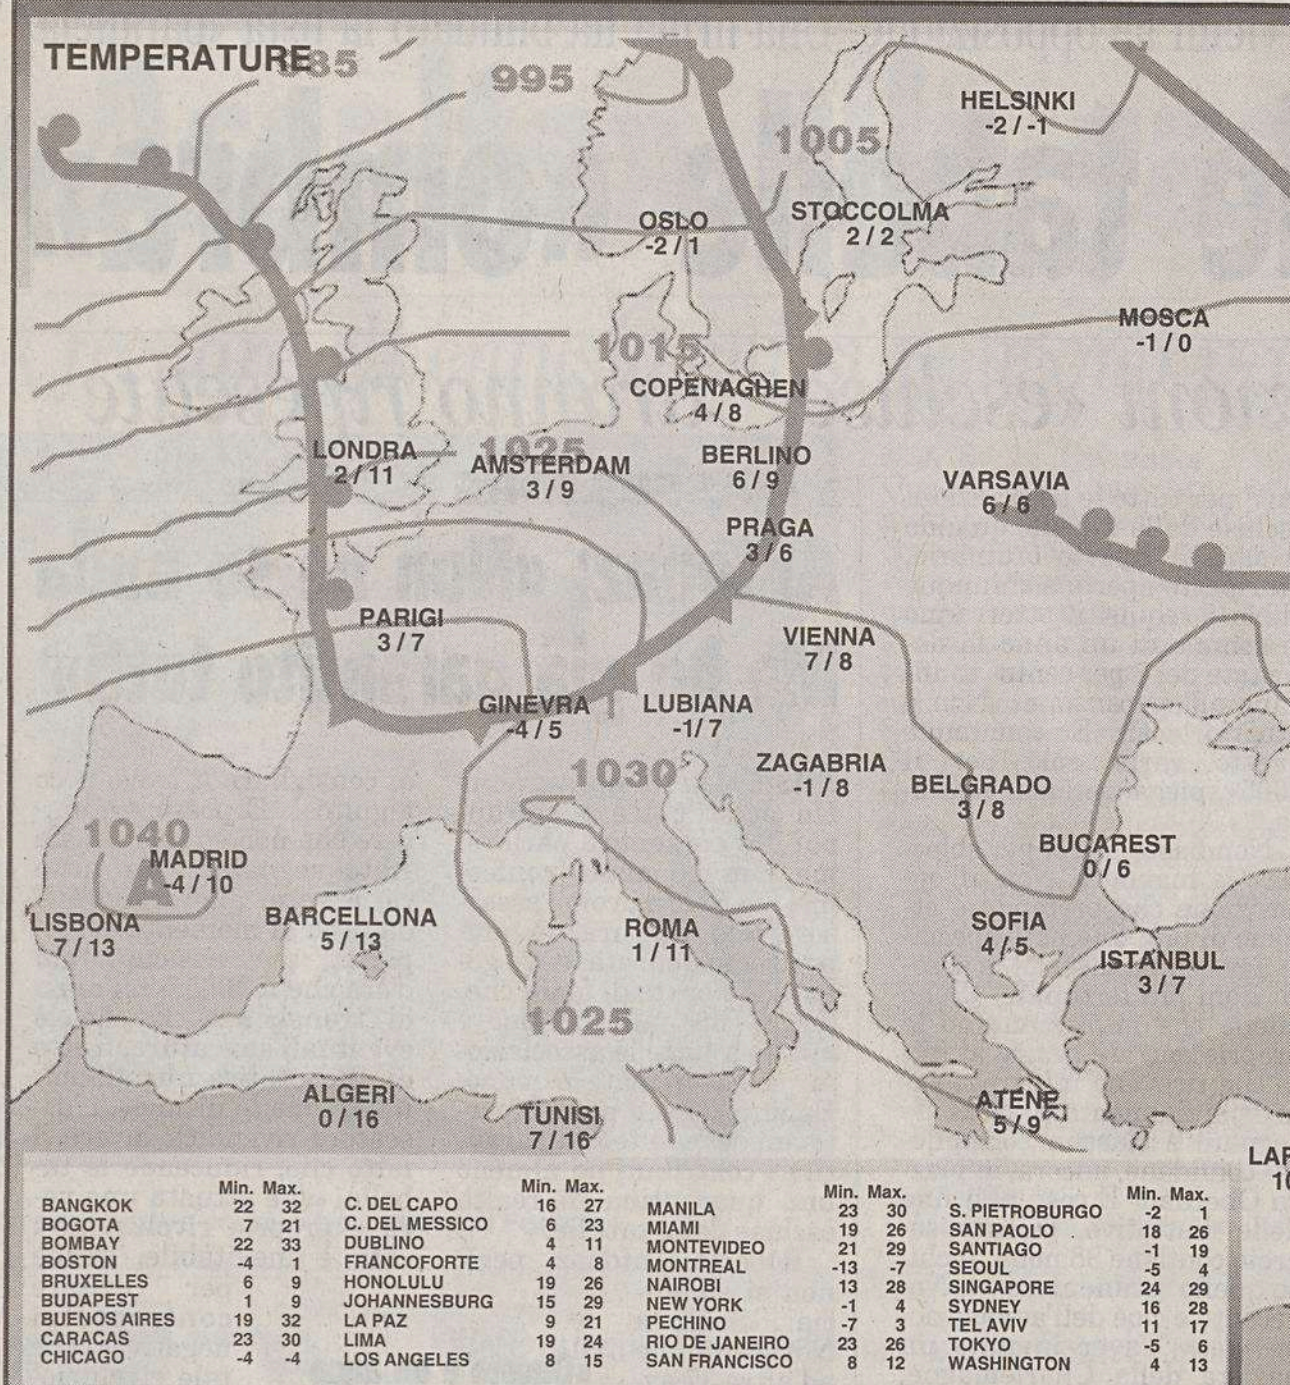 TEMPERATURE
985
995
HELSINKI
-2 / -1
1005
OSLO
-2 / 1
STOCCOLMA
2 / 2
MOSCA
-1 / 0
1015
COPENAGHEN
4 / 8
LONDRA
2 / 11
1025
AMSTERDAM
3 / 9
BERLINO
6 / 9
VARSAVIA
6 / 6
PRAGA
3 / 6
PARIGI
3 / 7
VIENNA
7 / 8
GINEVRA
-4 / 5
LUBIANA
-1 / 7
1030
ZAGABRIA
-1 / 8
BELGRADO
3 / 8
1040
MADRID
-4 / 10
A
BUCAREST
0 / 6
LISBONA
7 / 13
BARCELLONA
5 / 13
ROMA
1 / 11
SOFIA
4 / 5
ISTANBUL
3 / 7
1025
ALGERI
0 / 16
TUNISI
7 / 16
ATENE
5 / 9
Min. Max.
BANGKOK 22 32
BOGOTA 7 21
BOMBAY 22 33
BOSTON -4 1
BRUXELLES 6 9
BUDAPEST 1 9
BUENOS AIRES 19 32
CARACAS 23 30
CHICAGO -4 -4
Min. Max.
C. DEL CAPO 16 27
C. DEL MESSICO 6 23
DUBLINO 4 11
FRANCOFORTE 4 8
HONOLULU 19 26
JOHANNESBURG 15 29
LA PAZ 9 21
LIMA 19 24
LOS ANGELES 8 15
Min. Max.
MANILA 23 30
MIAMI 19 26
MONTEVIDEO 21 29
MONTREAL -13 -7
NAIROBI 13 28
NEW YORK -1 4
PECHINO -7 3
RIO DE JANEIRO 23 26
SAN FRANCISCO 8 12
Min. Max.
S. PIETROBURGO -2 1
SAN PAOLO 18 26
SANTIAGO -1 19
SEOUL -5 4
SINGAPORE 24 29
SYDNEY 16 28
TEL AVIV 11 17
TOKYO -5 6
WASHINGTON 4 13